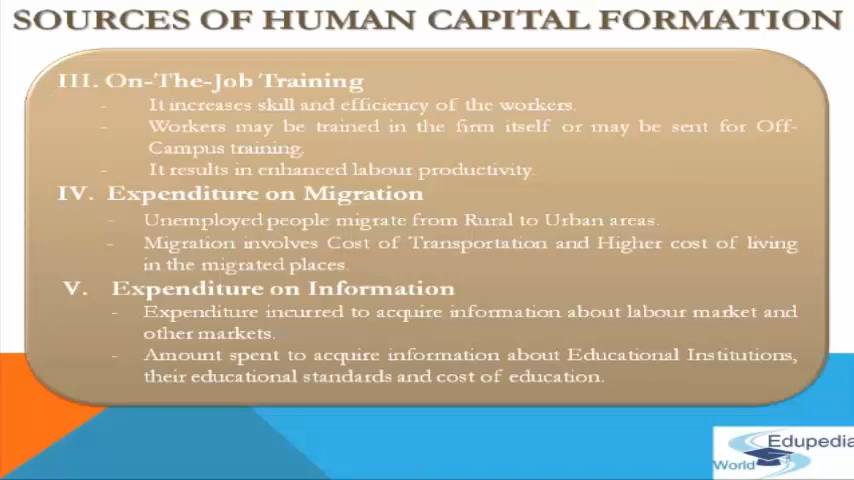 SOURCES OF HUMAN CAPITAL FORMATION
III. On-The-Job Training
- It increases skill and efficiency of the workers.
- Workers may be trained in the firm itself or may be sent for Off-
Campus training.
- It results in enhanced labour productivity.
IV. Expenditure on Migration
- Unemployed people migrate from Rural to Urban areas.
- Migration involves Cost of Transportation and Higher cost of living
in the migrated places.
V. Expenditure on Information
- Expenditure incurred to acquire information about labour market and
other markets.
- Amount spent to acquire information about Educational Institutions,
their educational standards and cost of education.
Edupedia
World